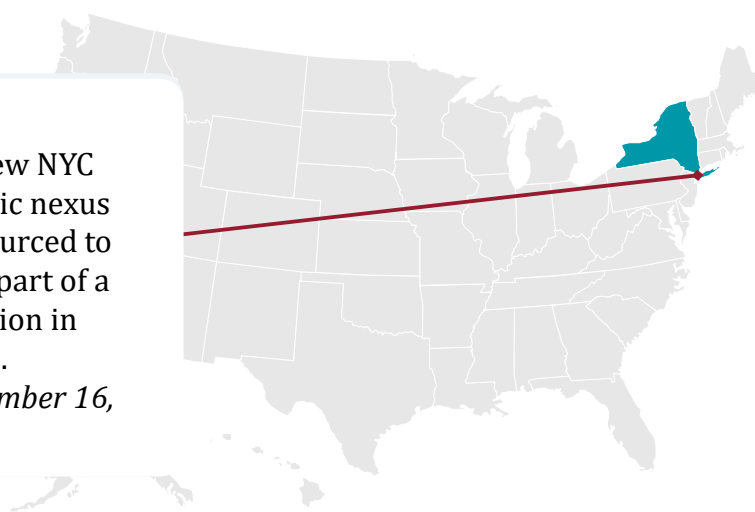 ew NYC
ic nexus
urced to
part of a
ion in
.
mber 16,